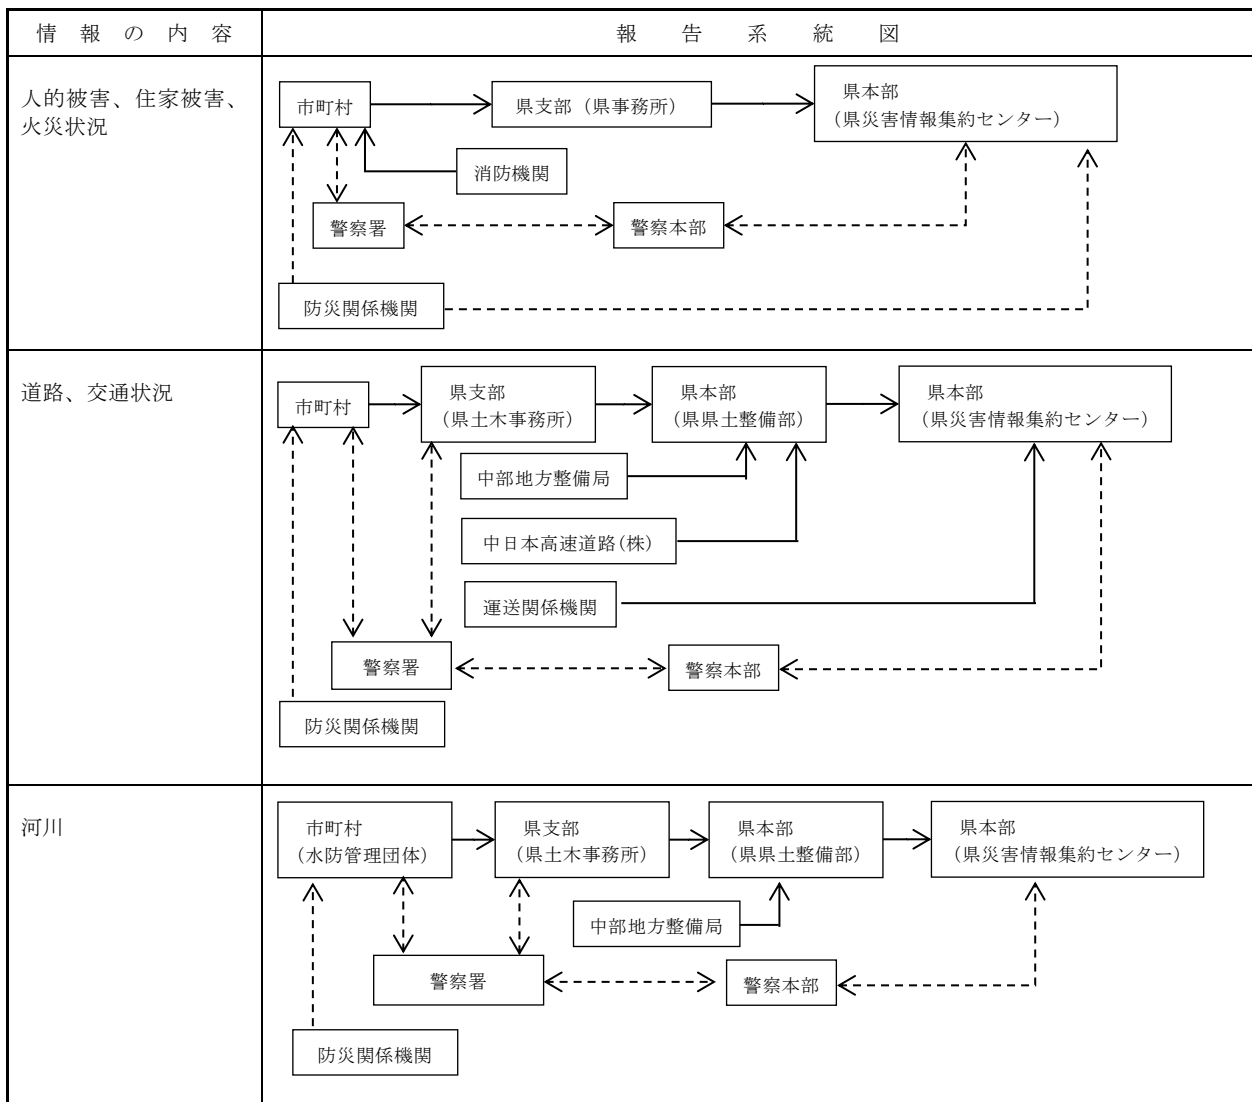 情報の内容
報告系統図
人的被害、住家被害、
火災状況
市町村
県支部（県事務所）
県本部
（県災害情報集約センター）
消防機関
警察署
警察本部
防災関係機関
道路、交通状況
市町村
県支部
（県土木事務所）
県本部
（県県土整備部）
県本部
（県災害情報集約センター）
中部地方整備局
中日本高速道路(株)
運送関係機関
警察署
警察本部
防災関係機関
河川
市町村
（水防管理団体）
県支部
（県土木事務所）
県本部
（県県土整備部）
県本部
（県災害情報集約センター）
中部地方整備局
警察署
警察本部
防災関係機関